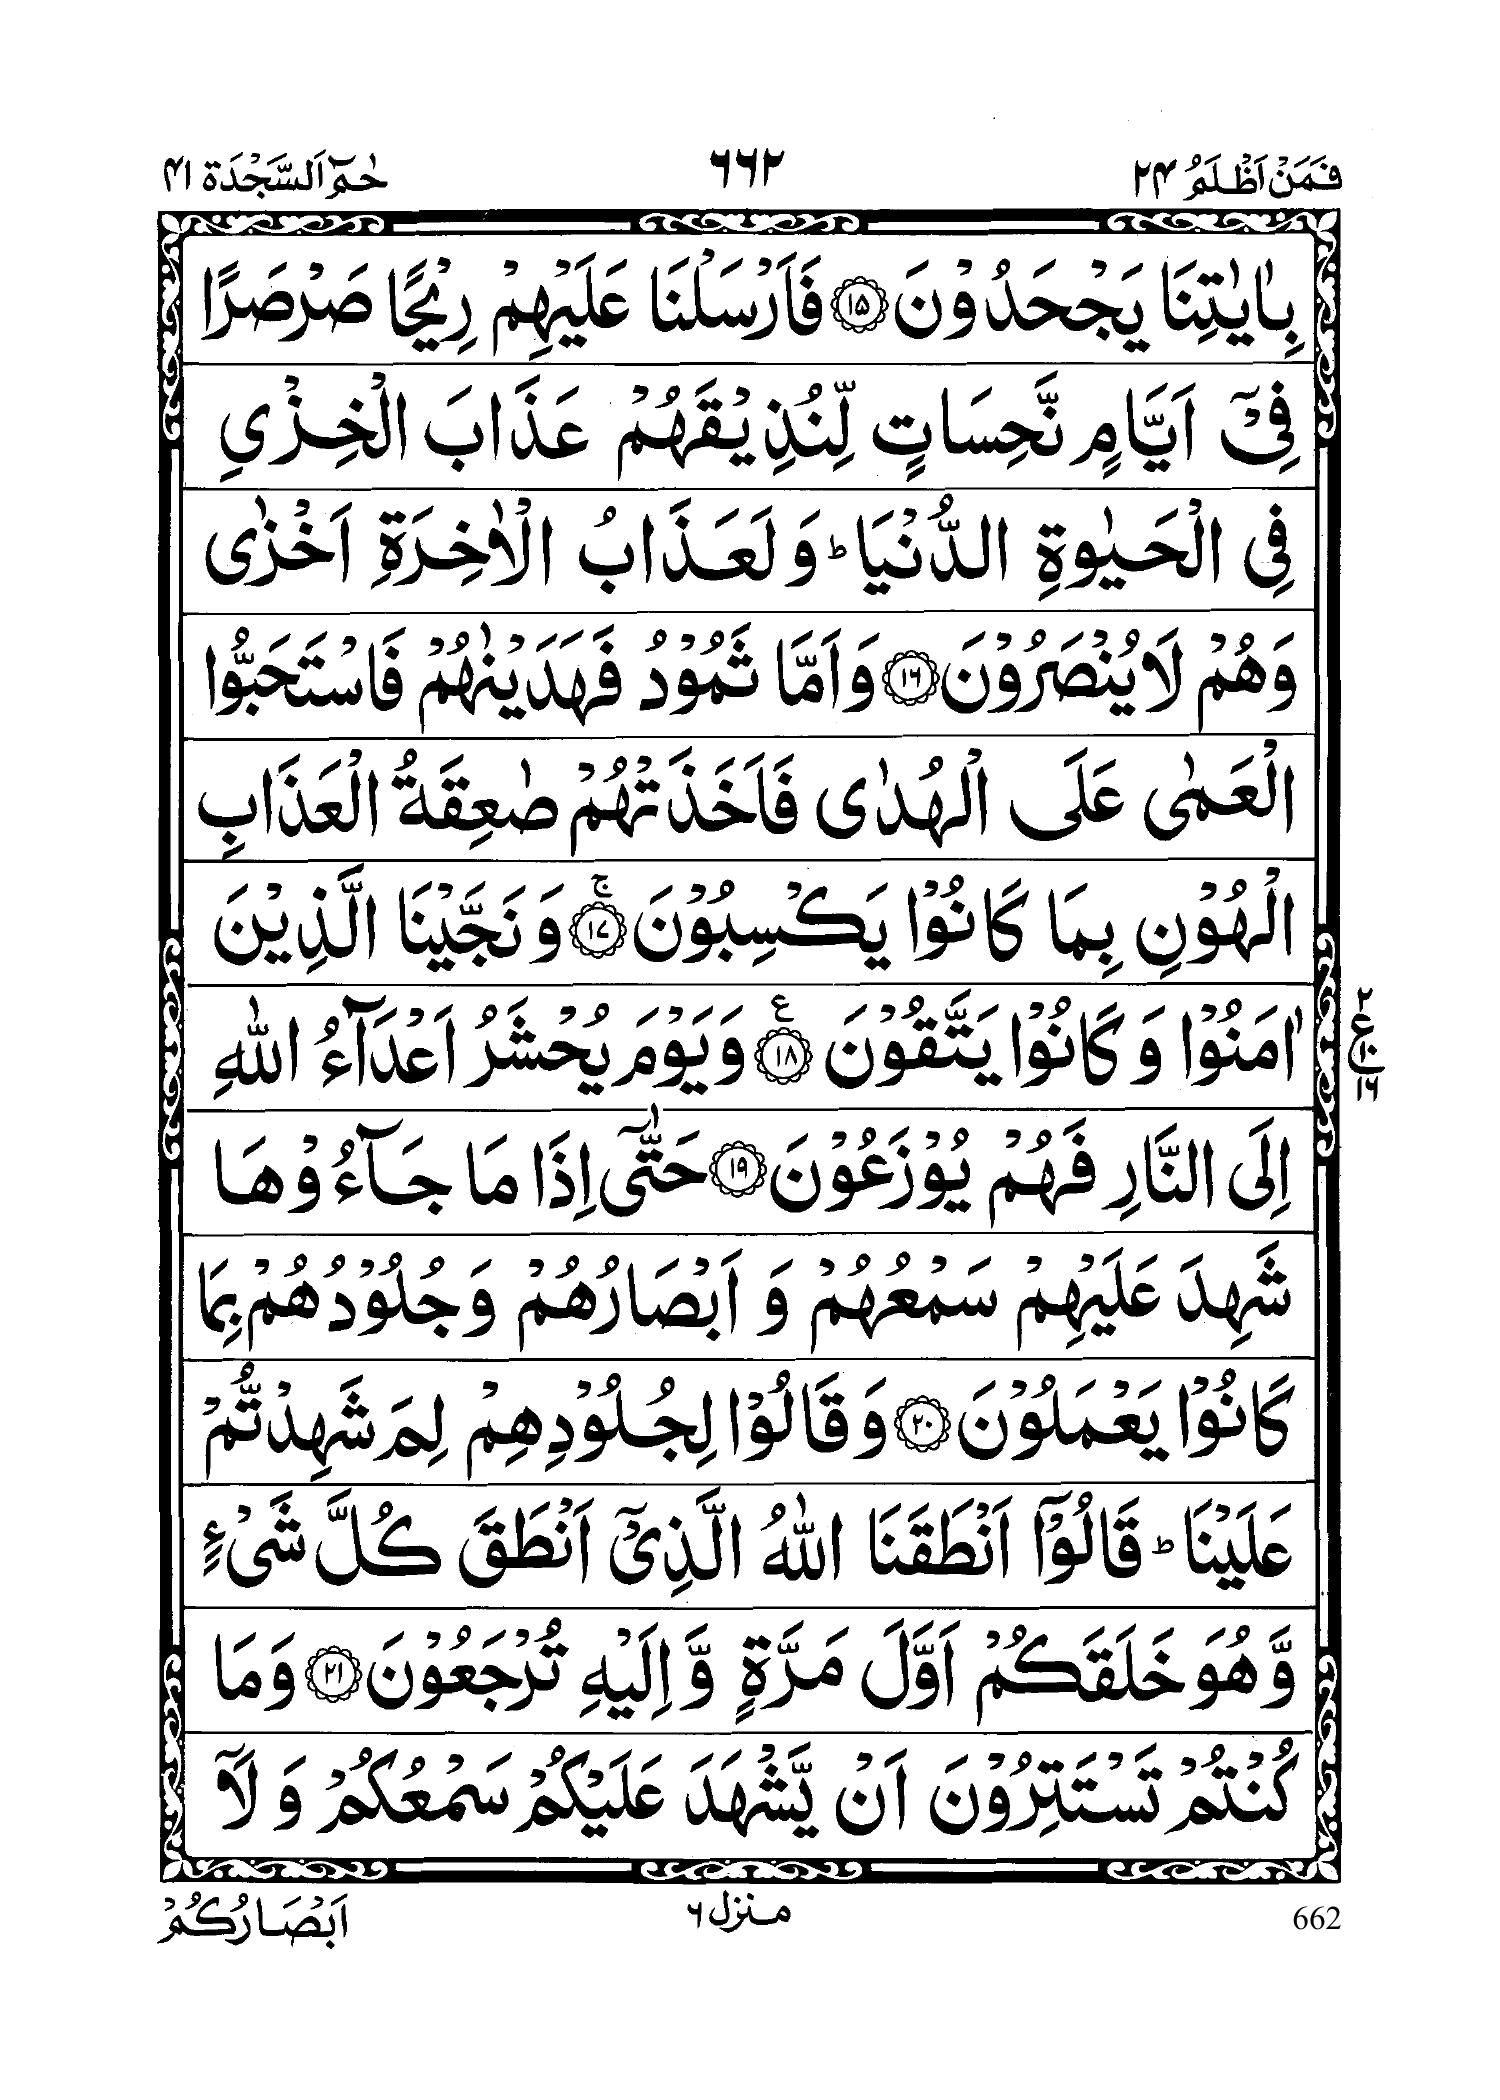 فَمَنْ اَظْلَمُ ۲۴
۶۶۲
حٰمٓ اَلسَّجْدَة ۴۱
بِاٰيٰتِنَا يَجْحَدُوْنَ ۝۱۵ فَاَرْسَلْنَا عَلَيْهِمْ رِيْحًا صَرْصَرًا
فِيْٓ اَيَّامٍ نَّحِسَاتٍ لِّنُذِيْقَهُمْ عَذَابَ الْخِزْيِ
فِي الْحَيٰوةِ الدُّنْيَا ؕ وَ لَعَذَابُ الْاٰخِرَةِ اَخْزٰى
وَهُمْ لَا يُنْصَرُوْنَ ۝۱۶ وَ اَمَّا ثَمُوْدُ فَهَدَيْنٰهُمْ فَاسْتَحَبُّوا
الْعَمٰى عَلَى الْهُدٰى فَاَخَذَتْهُمْ صٰعِقَةُ الْعَذَابِ
الْهُوْنِ بِمَا كَانُوْا يَكْسِبُوْنَ ۝۱۷ۚ وَ نَجَّيْنَا الَّذِيْنَ
اٰمَنُوْا وَ كَانُوْا يَتَّقُوْنَ ۝۱۸ ع وَ يَوْمَ يُحْشَرُ اَعْدَآءُ اللّٰهِ
۲ ع ۱۰ ۱۶
اِلَى النَّارِ فَهُمْ يُوْزَعُوْنَ ۝۱۹ حَتّٰۤى اِذَا مَا جَآءُوْهَا
شَهِدَ عَلَيْهِمْ سَمْعُهُمْ وَ اَبْصَارُهُمْ وَ جُلُوْدُهُمْ بِمَا
كَانُوْا يَعْمَلُوْنَ ۝۲۰ وَ قَالُوْا لِجُلُوْدِهِمْ لِمَ شَهِدْتُّمْ
عَلَيْنَا ؕ قَالُوْۤا اَنْطَقَنَا اللّٰهُ الَّذِيْۤ اَنْطَقَ كُلَّ شَيْءٍ
وَّ هُوَ خَلَقَكُمْ اَوَّلَ مَرَّةٍ وَّ اِلَيْهِ تُرْجَعُوْنَ ۝۲۱ وَ مَا
كُنْتُمْ تَسْتَتِرُوْنَ اَنْ يَّشْهَدَ عَلَيْكُمْ سَمْعُكُمْ وَ لَاۤ
اَبْصَارُكُمْ
منزل ۶
662